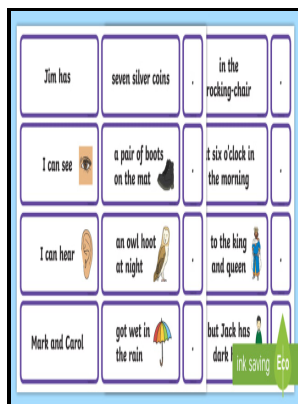 Jim has
seven silver coins
.
in the
rocking-chair
.
I can see
a pair of boots
on the mat
.
six o'clock in
the morning
.
I can hear
an owl hoot
at night
.
to the king
and queen
.
Mark and Carol
got wet in
the rain
.
but Jack has
dark
ink saving
Eco